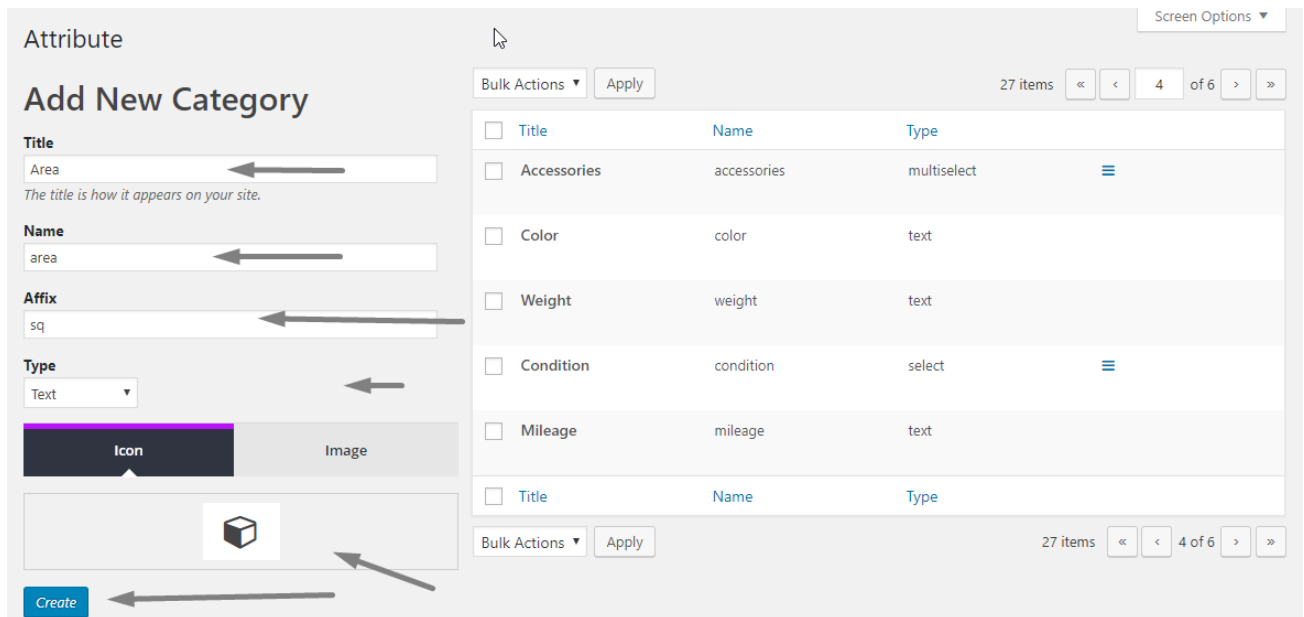 Screen Options ▼
Attribute
Add New Category
Title
Area
The title is how it appears on your site.
Name
area
Affix
sq
Type
Text ▼
Icon Image
Create
Bulk Actions ▼ Apply 27 items « ‹ 4 of 6 › »
Title Name Type
Accessories accessories multiselect
Color color text
Weight weight text
Condition condition select
Mileage mileage text
Title Name Type
Bulk Actions ▼ Apply 27 items « ‹ 4 of 6 › »